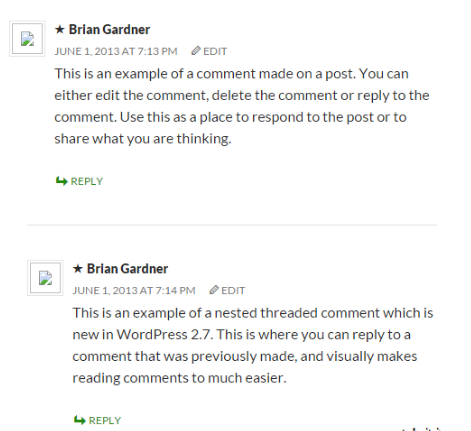 ★ Brian Gardner
JUNE 1, 2013 AT 7:13 PM EDIT
This is an example of a comment made on a post. You can
either edit the comment, delete the comment or reply to the
comment. Use this as a place to respond to the post or to
share what you are thinking.
REPLY
★ Brian Gardner
JUNE 1, 2013 AT 7:14 PM EDIT
This is an example of a nested threaded comment which is
new in WordPress 2.7. This is where you can reply to a
comment that was previously made, and visually makes
reading comments to much easier.
REPLY